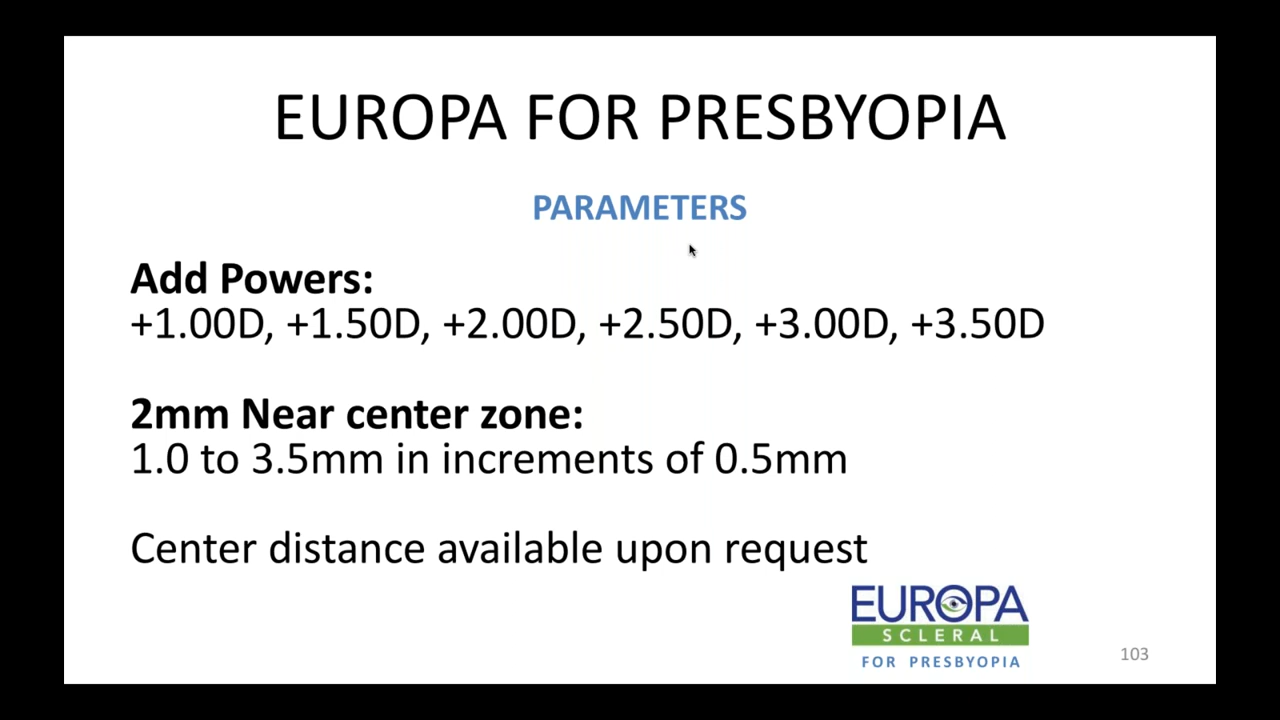 EUROPA FOR PRESBYOPIA
PARAMETERS
Add Powers:
+1.00D, +1.50D, +2.00D, +2.50D, +3.00D, +3.50D
2mm Near center zone:
1.0 to 3.5mm in increments of 0.5mm
Center distance available upon request
EUROPA
SCLERAL
FOR PRESBYOPIA
103